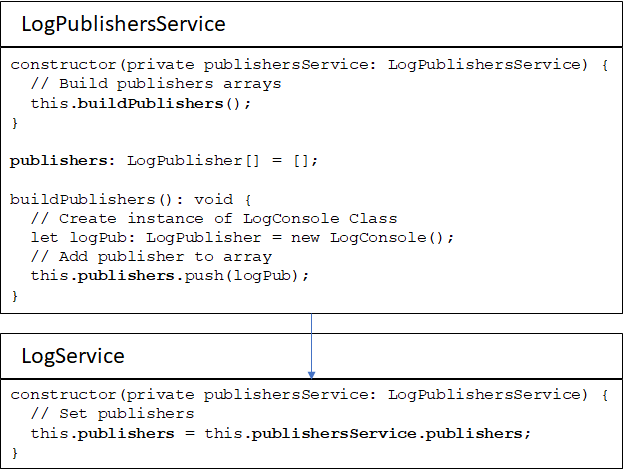 LogPublishersService
constructor(private publishersService: LogPublishersService) {
// Build publishers arrays
this.buildPublishers();
}
publishers: LogPublisher[] = [];
buildPublishers(): void {
// Create instance of LogConsole Class
let logPub: LogPublisher = new LogConsole();
// Add publisher to array
this.publishers.push(logPub);
}
LogService
constructor(private publishersService: LogPublishersService) {
// Set publishers
this.publishers = this.publishersService.publishers;
}